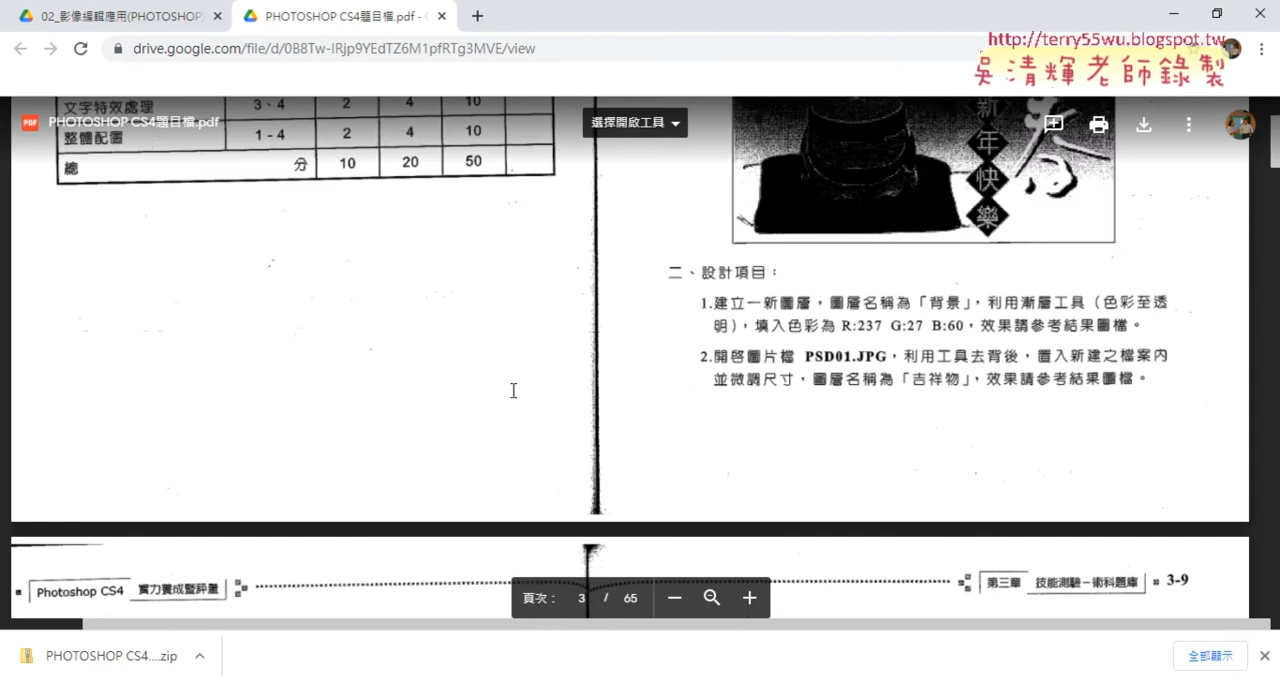 02_影像編輯應用(PHOTOSHOP)
PHOTOSHOP CS4題目檔.pdf - G
drive.google.com/file/d/0B8Tw-IRjp9YEdTZ6M1pfRTg3MVE/view
http://terry55wu.blogspot.tw
吳清輝老師錄製
PDF PHOTOSHOP CS4題目檔.pdf
選擇開啟工具
文字特效處理 3、4 2 4 10
整體配置 1-4 2 4 10
總 分 10 20 50
新年快樂
春
二、設計項目：
1.建立一新圖層，圖層名稱為「背景」，利用漸層工具（色彩至透
明），填入色彩為 R:237 G:27 B:60，效果請參考結果圖檔。
2.開啓圖片檔 PSD01.JPG，利用工具去背後，置入新建之檔案內
並微調尺寸，圖層名稱為「吉祥物」，效果請參考結果圖檔。
Photoshop CS4 實力養成暨評量
第三章 技能測驗－術科題庫 3-9
頁次： 3 / 65
PHOTOSHOP CS4....zip
全部顯示